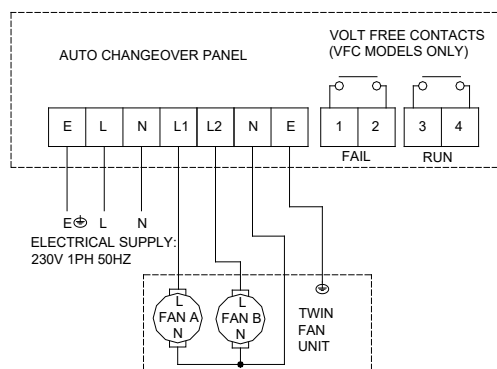 AUTO CHANGEOVER PANEL
VOLT FREE CONTACTS
(VFC MODELS ONLY)
E L N L1 L2 N E 1 2 3 4
FAIL RUN
E L N
ELECTRICAL SUPPLY:
230V 1PH 50HZ
L L
FAN A FAN B
N N
TWIN
FAN
UNIT